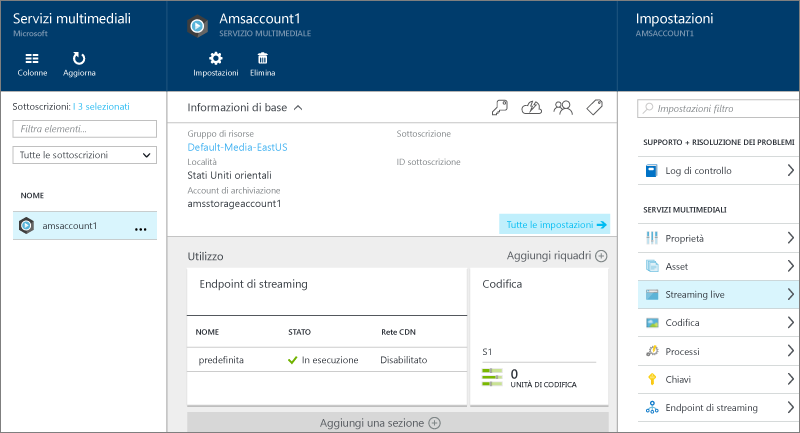 Servizi multimediali
Microsoft
Colonne
Aggiorna
Sottoscrizioni: I 3 selezionati
Filtra elementi...
Tutte le sottoscrizioni
NOME
amsaccount1
...
Amsaccount1
SERVIZIO MULTIMEDIALE
Impostazioni
Elimina
Informazioni di base
Gruppo di risorse
Default-Media-EastUS
Località
Stati Uniti orientali
Account di archiviazione
amsstorageaccount1
Sottoscrizione
ID sottoscrizione
Tutte le impostazioni
Utilizzo
Aggiungi riquadri
Endpoint di streaming
NOME STATO Rete CDN
predefinita In esecuzione Disabilitato
Codifica
S1
0
UNITÀ DI CODIFICA
Aggiungi una sezione
Impostazioni
AMSACCOUNT1
Impostazioni filtro
SUPPORTO + RISOLUZIONE DEI PROBLEMI
Log di controllo
SERVIZI MULTIMEDIALI
Proprietà
Asset
Streaming live
Codifica
Processi
Chiavi
Endpoint di streaming